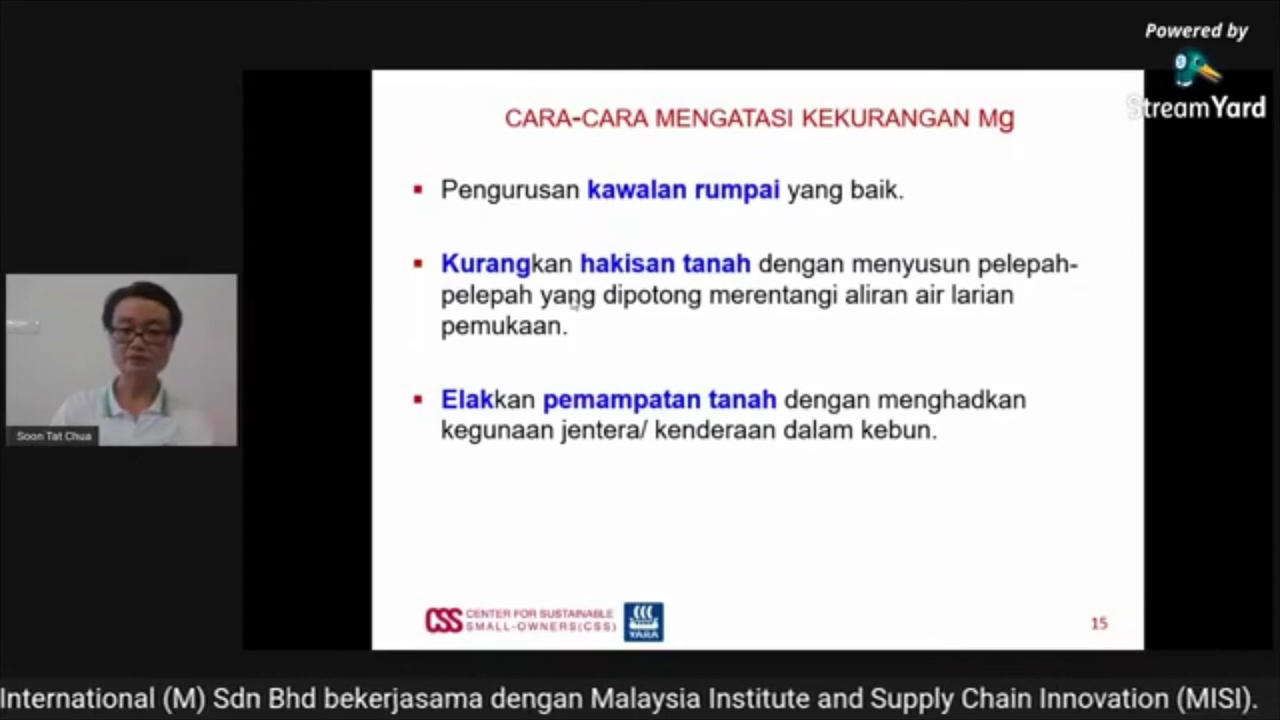 Powered by
StreamYard
CARA-CARA MENGATASI KEKURANGAN Mg
Pengurusan kawalan rumpai yang baik.
Kurangkan hakisan tanah dengan menyusun pelepah-
pelepah yang dipotong merentangi aliran air larian
pemukaan.
Elakkan pemampatan tanah dengan menghadkan
kegunaan jentera/ kenderaan dalam kebun.
Soon Tat Chua
CSS CENTER FOR SUSTAINABLE
SMALL-OWNERS(CSS)
YARA
15
International (M) Sdn Bhd bekerjasama dengan Malaysia Institute and Supply Chain Innovation (MISI).